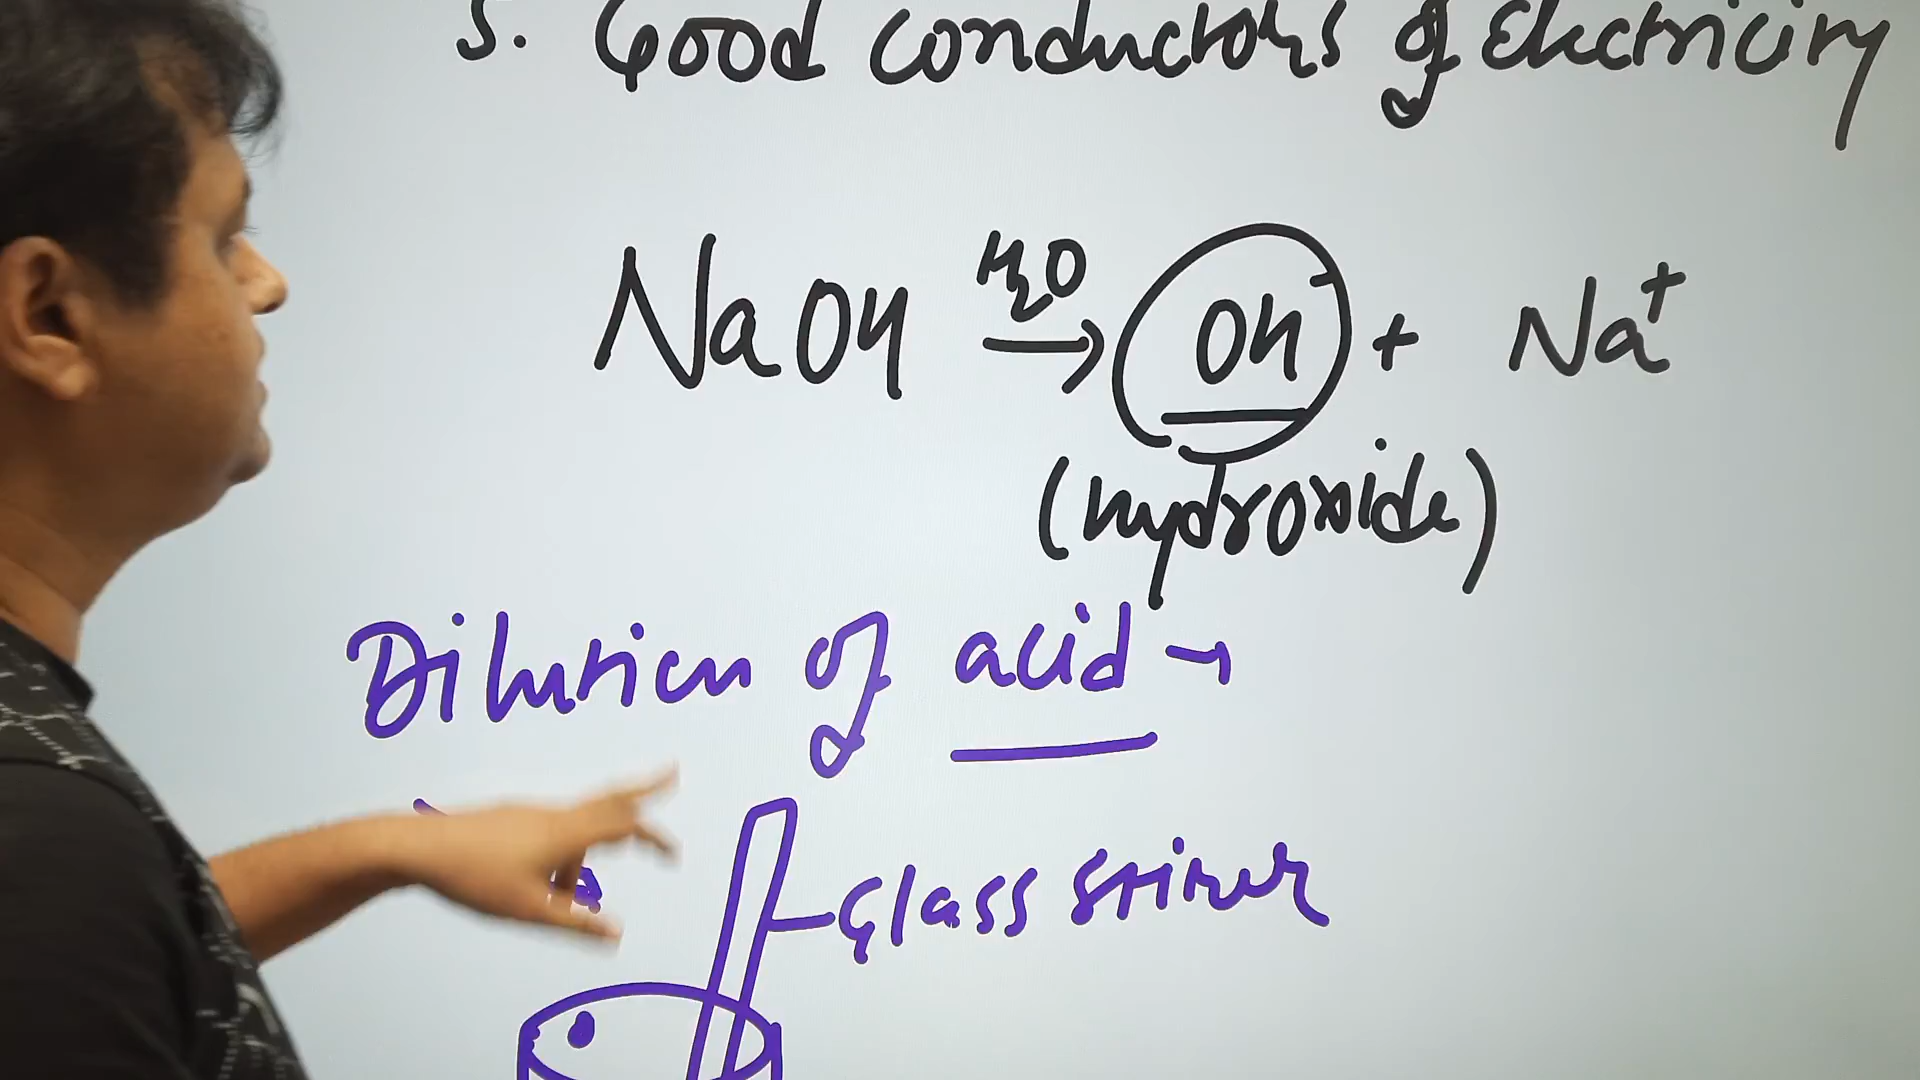 5. Good conductors of Electricity
NaOH H₂O → OH⁻ + Na⁺
(hydroxide)
Dilution of acid →
Glass stirrer